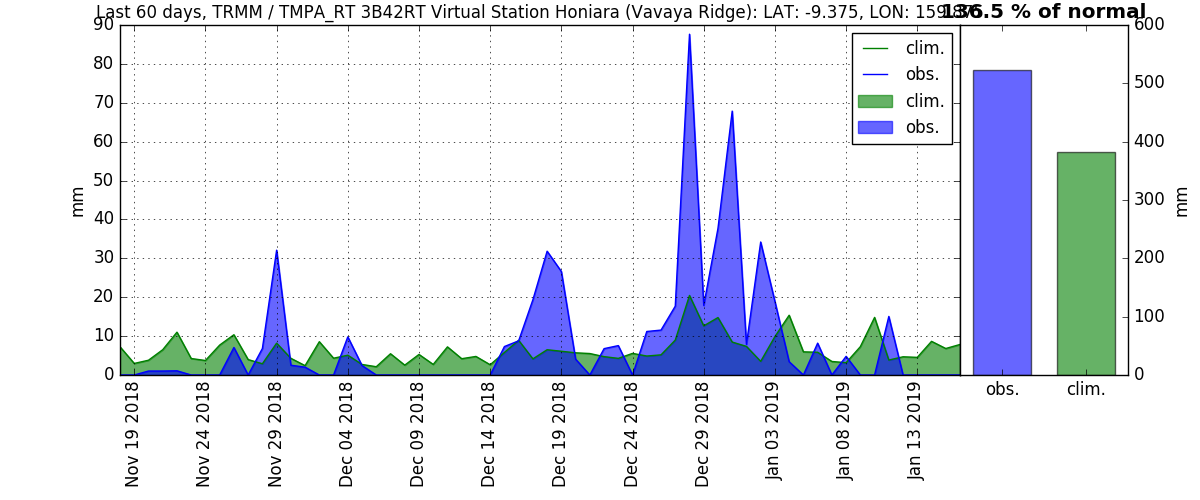 Last 60 days, TRMM / TMPA_RT 3B42RT Virtual Station Honiara (Vavaya Ridge): LAT: -9.375, LON:
136.5 % of normal
90
80
70
60
50
40
30
20
10
0
mm
clim.
obs.
clim.
obs.
Nov 19 2018
Nov 24 2018
Nov 29 2018
Dec 04 2018
Dec 09 2018
Dec 14 2018
Dec 19 2018
Dec 24 2018
Dec 29 2018
Jan 03 2019
Jan 08 2019
Jan 13 2019
600
500
400
300
200
100
0
mm
obs.
clim.